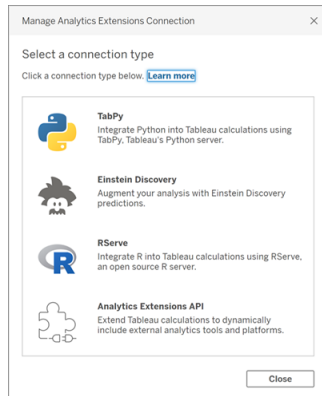 Manage Analytics Extensions Connection
Select a connection type
Click a connection type below. Learn more
TabPy
Integrate Python into Tableau calculations using
TabPy, Tableau's Python server.
Einstein Discovery
Augment your analysis with Einstein Discovery
predictions.
R
RServe
Integrate R into Tableau calculations using RServe,
an open source R server.
Analytics Extensions API
Extend Tableau calculations to dynamically
include external analytics tools and platforms.
Close